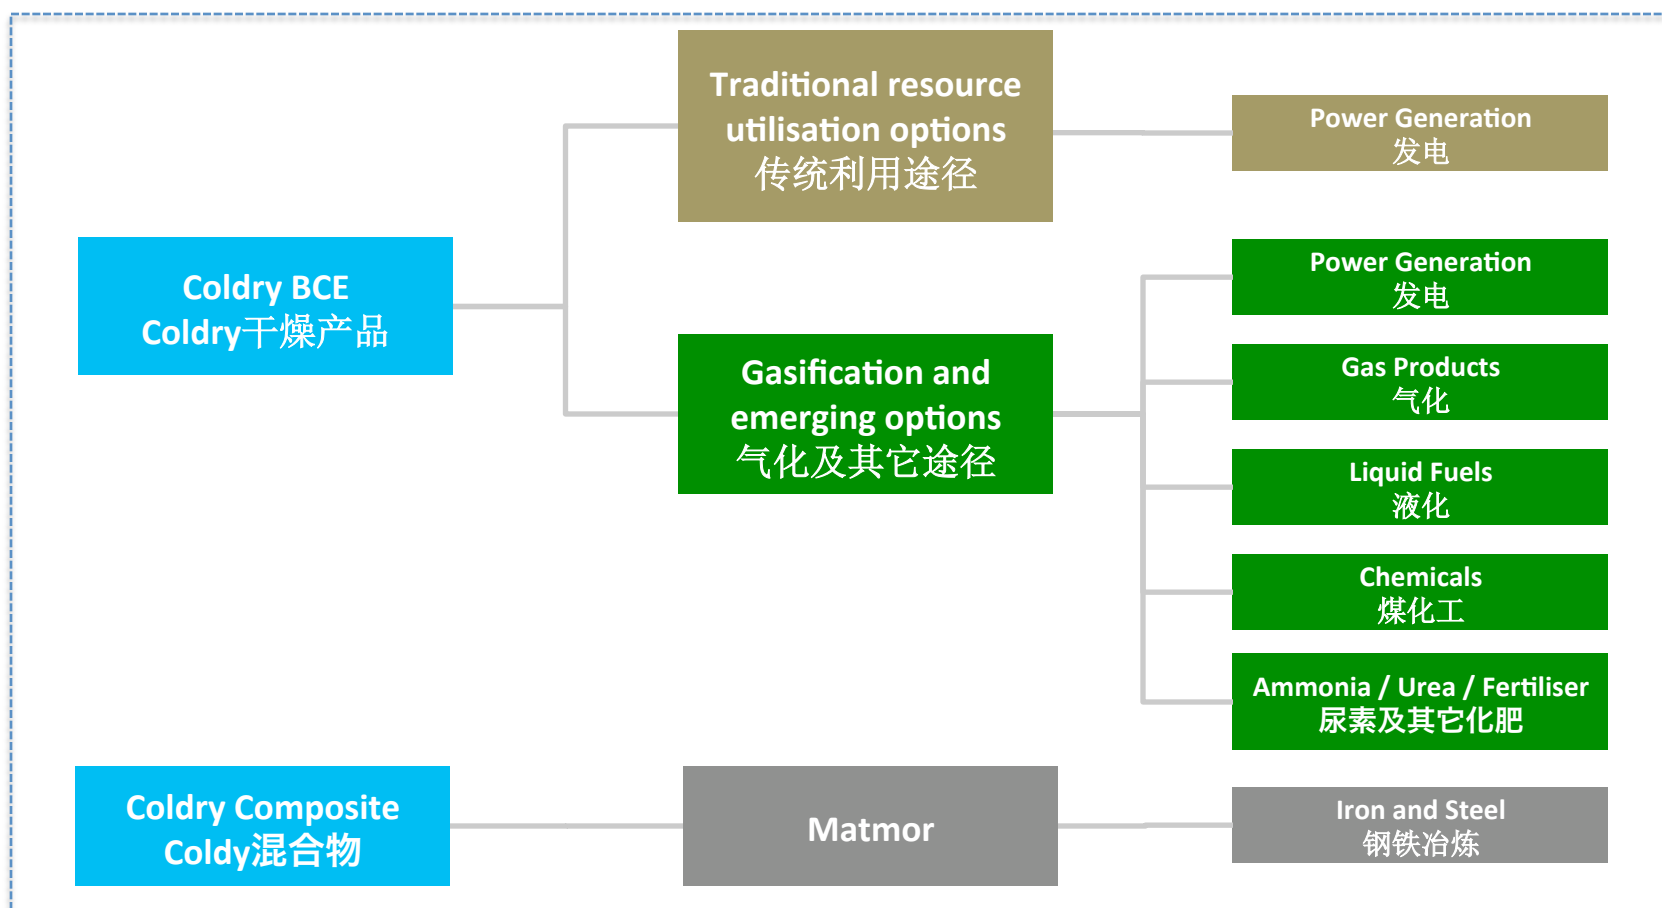 Traditional resource
utilisation options
传统利用途径
Power Generation
发电
Coldry BCE
Coldry干燥产品
Gasification and
emerging options
气化及其它途径
Power Generation
发电
Gas Products
气化
Liquid Fuels
液化
Chemicals
煤化工
Ammonia / Urea / Fertiliser
尿素及其它化肥
Coldry Composite
Coldy混合物
Matmor
Iron and Steel
钢铁冶炼